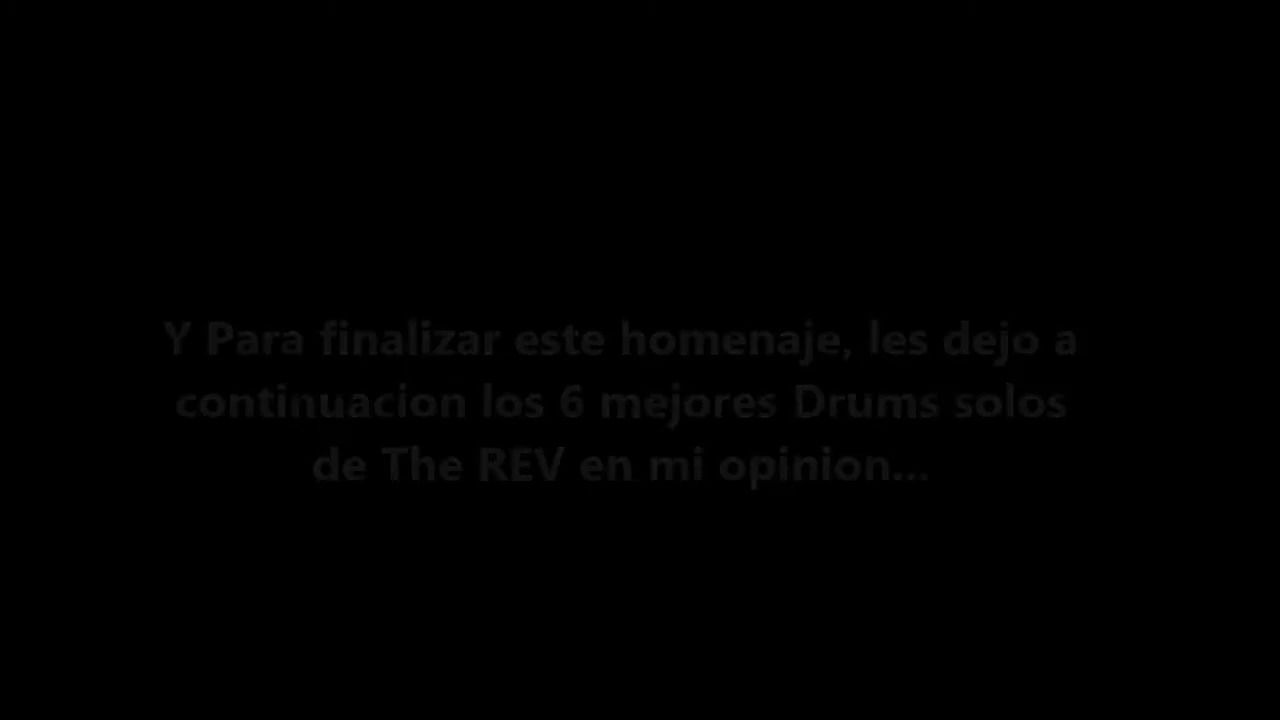 Y Para finalizar este homenaje, les dejo a
continuacion los 6 mejores Drums solos
de The REV en mi opinion...